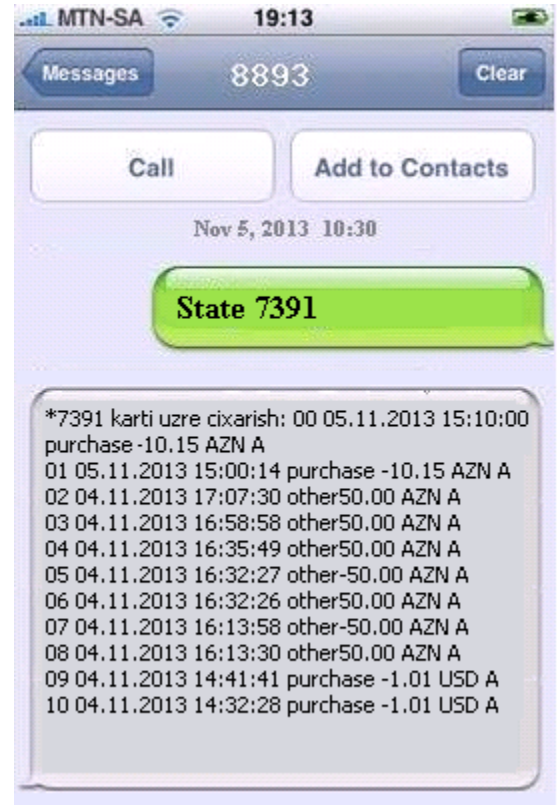 MTN-SA 19:13
Messages 8893 Clear
Call Add to Contacts
Nov 5, 2013 10:30
State 7391
*7391 karti uzre cixarish: 00 05.11.2013 15:10:00
purchase -10.15 AZN A
01 05.11.2013 15:00:14 purchase -10.15 AZN A
02 04.11.2013 17:07:30 other50.00 AZN A
03 04.11.2013 16:58:58 other50.00 AZN A
04 04.11.2013 16:35:49 other50.00 AZN A
05 04.11.2013 16:32:27 other-50.00 AZN A
06 04.11.2013 16:32:26 other50.00 AZN A
07 04.11.2013 16:13:58 other-50.00 AZN A
08 04.11.2013 16:13:30 other50.00 AZN A
09 04.11.2013 14:41:41 purchase -1.01 USD A
10 04.11.2013 14:32:28 purchase -1.01 USD A